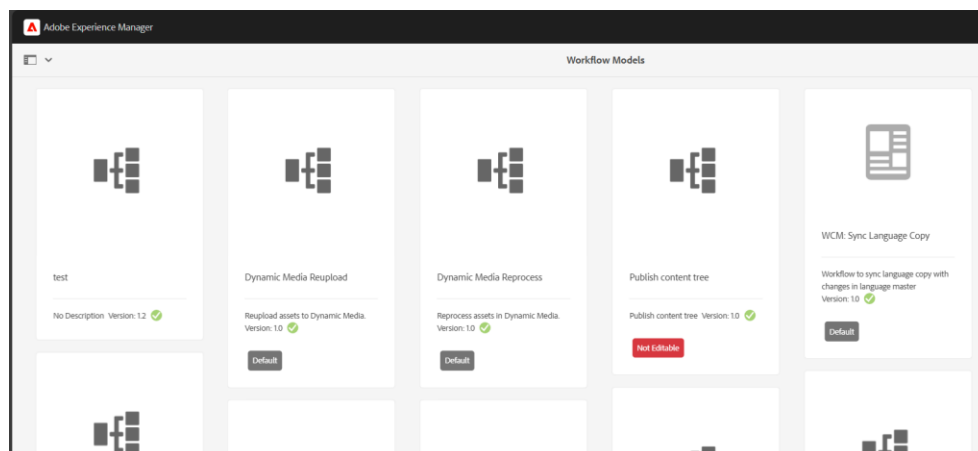 Adobe Experience Manager
Workflow Models
test
No Description Version: 1.2
Dynamic Media Reupload
Reupload assets to Dynamic Media.
Version: 1.0
Default
Dynamic Media Reprocess
Reprocess assets in Dynamic Media.
Version: 1.0
Default
Publish content tree
Publish content tree Version: 1.0
Not Editable
WCM: Sync Language Copy
Workflow to sync language copy with
changes in language master
Version: 1.0
Default